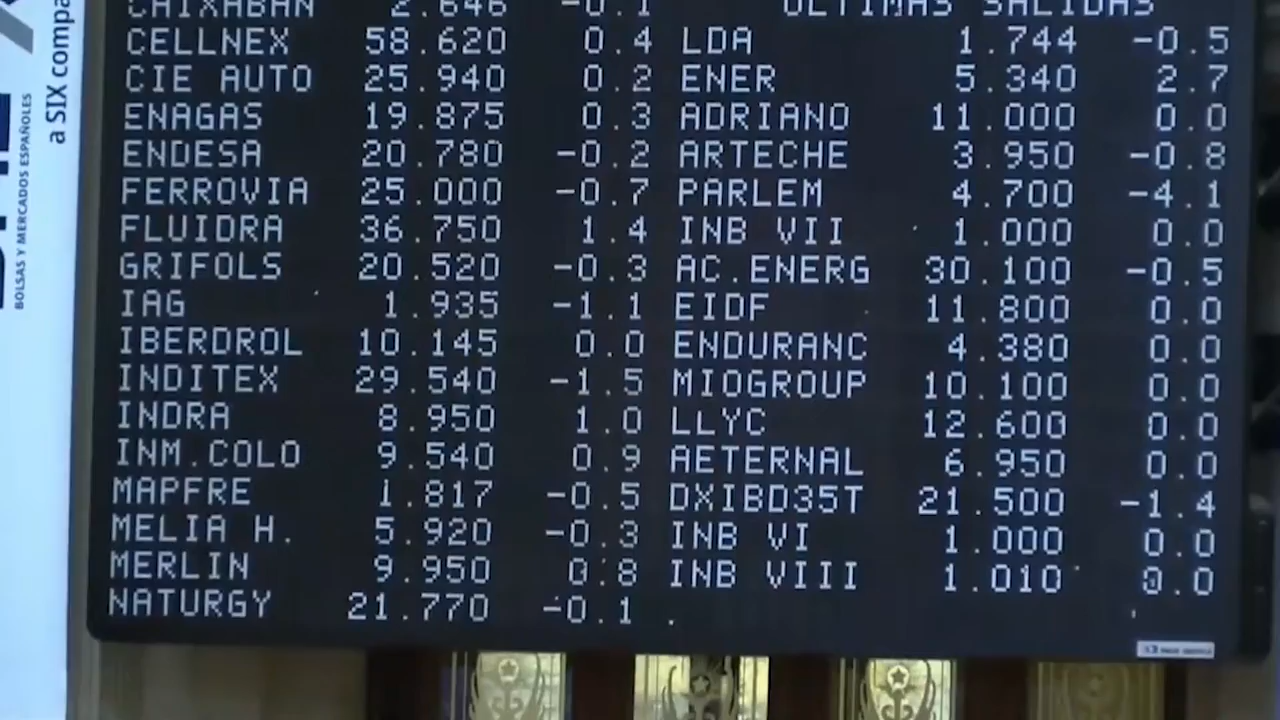 CAIXABAN 2.646 -0.1 ULTIMAS SALIDAS
CELLNEX 58.620 0.4 LDA 1.744 -0.5
CIE AUTO 25.940 0.2 ENER 5.340 2.7
ENAGAS 19.875 0.3 ADRIANO 11.000 0.0
ENDESA 20.780 -0.2 ARTECHE 3.950 -0.8
FERROVIA 25.000 -0.7 PARLEM 4.700 -4.1
FLUIDRA 36.750 1.4 INB VII 1.000 0.0
GRIFOLS 20.520 -0.3 AC.ENERG 30.100 -0.5
IAG 1.935 -1.1 EIDF 11.800 0.0
IBERDROL 10.145 0.0 ENDURANC 4.380 0.0
INDITEX 29.540 -1.5 MIOGROUP 10.100 0.0
INDRA 8.950 1.0 LLYC 12.600 0.0
INM.COLO 9.540 0.9 AETERNAL 6.950 0.0
MAPFRE 1.817 -0.5 DXIBD35T 21.500 -1.4
MELIA H. 5.920 -0.3 INB VI 1.000 0.0
MERLIN 9.950 0.8 INB VIII 1.010 0.0
NATURGY 21.770 -0.1
a SIX compa
BOLSAS Y MERCADOS ESPAÑOLES